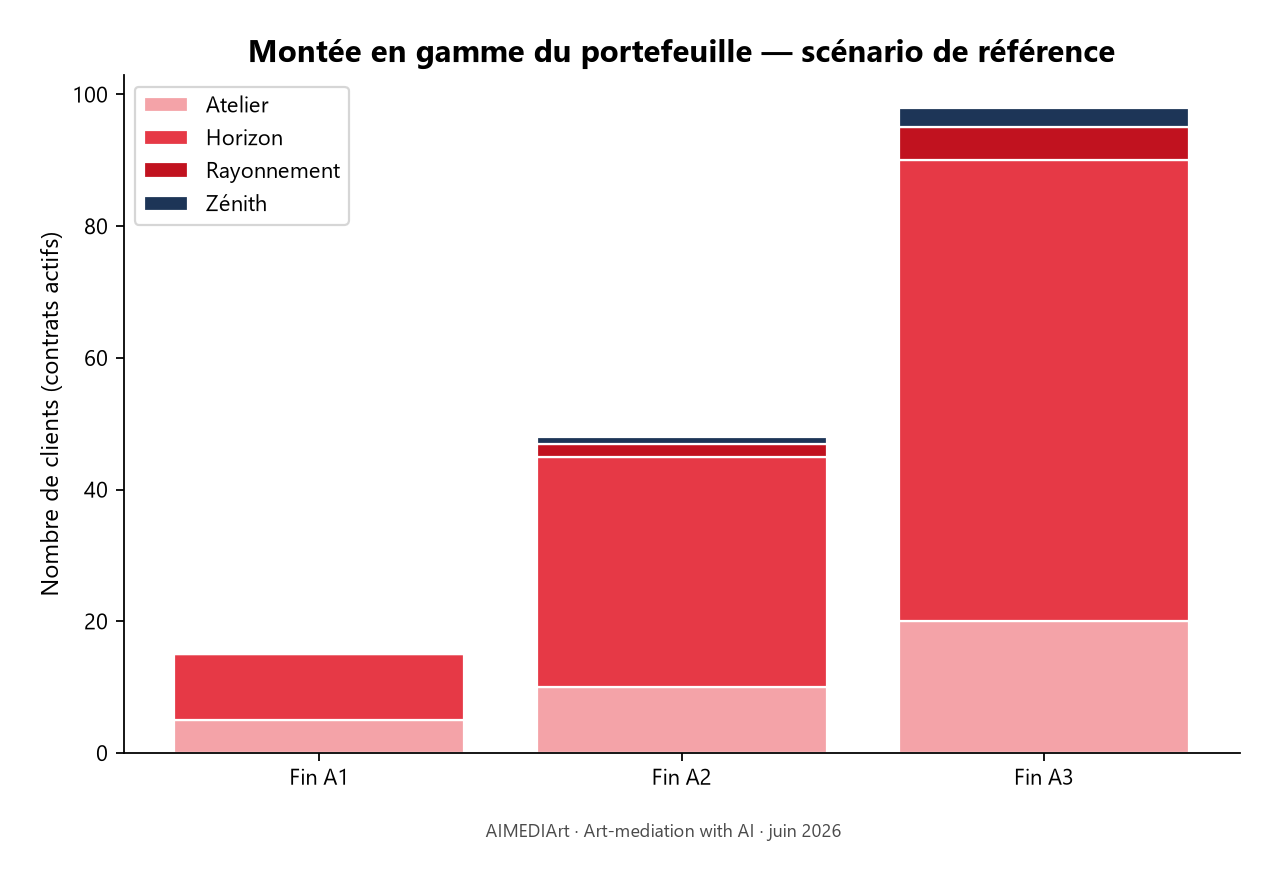 Montée en gamme du portefeuille — scénario de référence
100
80
60
40
20
0
Nombre de clients (contrats actifs)
Atelier
Horizon
Rayonnement
Zénith
Fin A1
Fin A2
Fin A3
AIMEDIArt · Art-mediation with AI · juin 2026